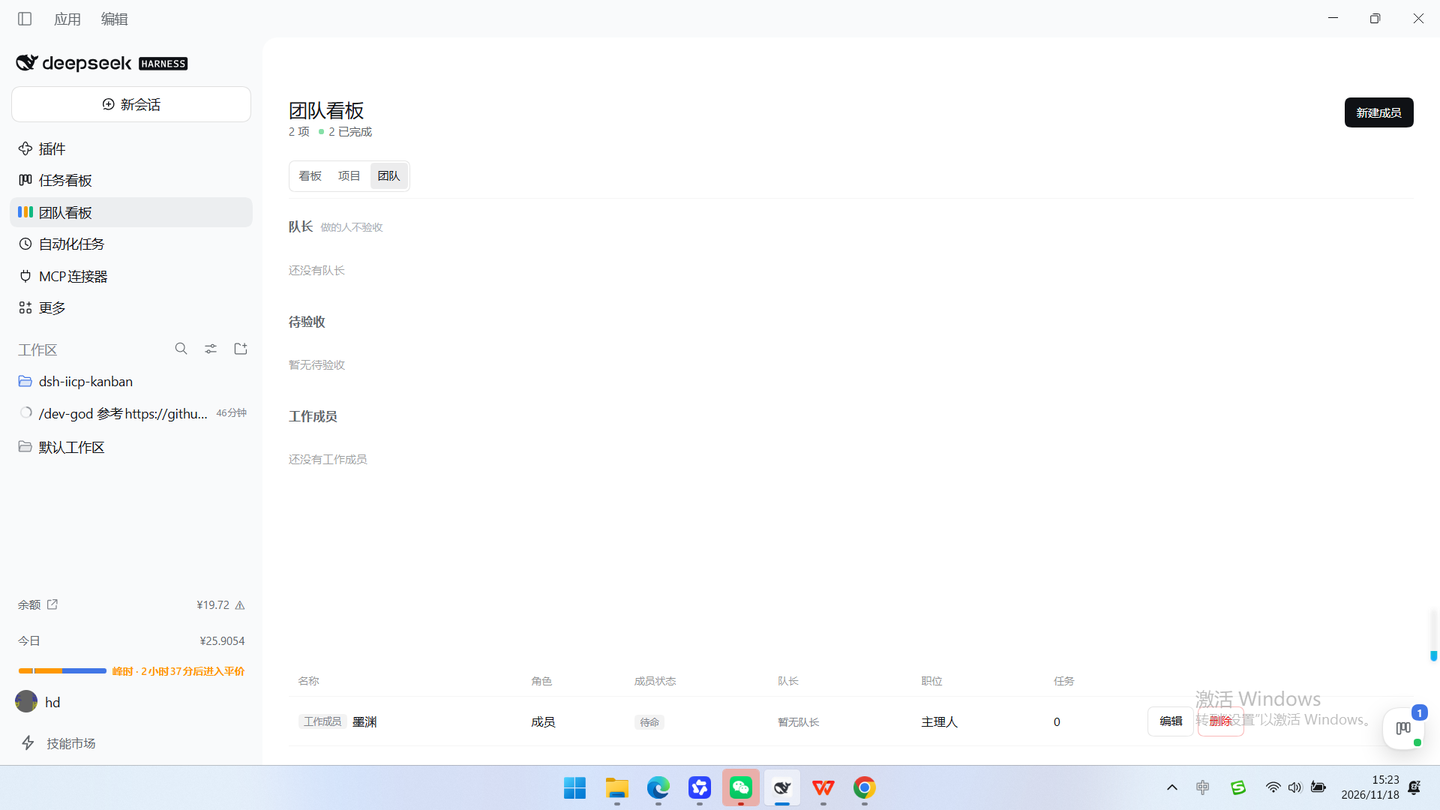 应用 编辑
deepseek HARNESS
新会话
插件
任务看板
团队看板
自动化任务
MCP连接器
更多
工作区
dsh-iicp-kanban
/dev-god 参考https://githu... 46分钟
默认工作区
余额 ¥19.72
今日 ¥25.9054
峰时 · 2小时37分后进入平价
hd
技能市场
团队看板
2 项 2 已完成
新建成员
看板 项目 团队
队长 做的人不验收
还没有队长
待验收
暂无待验收
工作成员
还没有工作成员
名称 角色 成员状态 队长 职位 任务
工作成员 墨渊 成员 待命 暂无队长 主理人 0 编辑 删除
激活 Windows
转到"设置"以激活 Windows。
1
中
15:23
2026/11/18